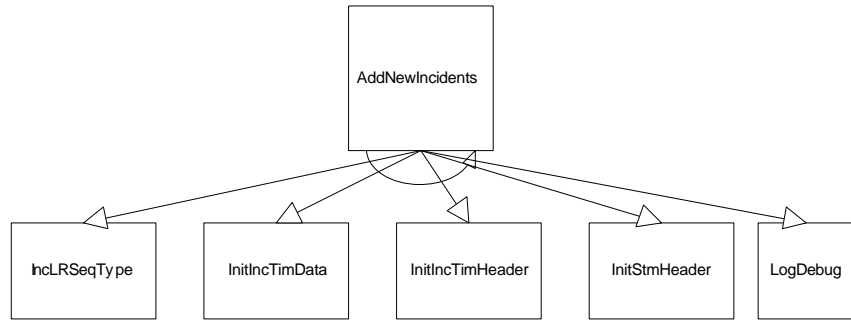 AddNewIncidents
IncLRSeqType
InitIncTimData
InitIncTimHeader
InitStmHeader
LogDebug